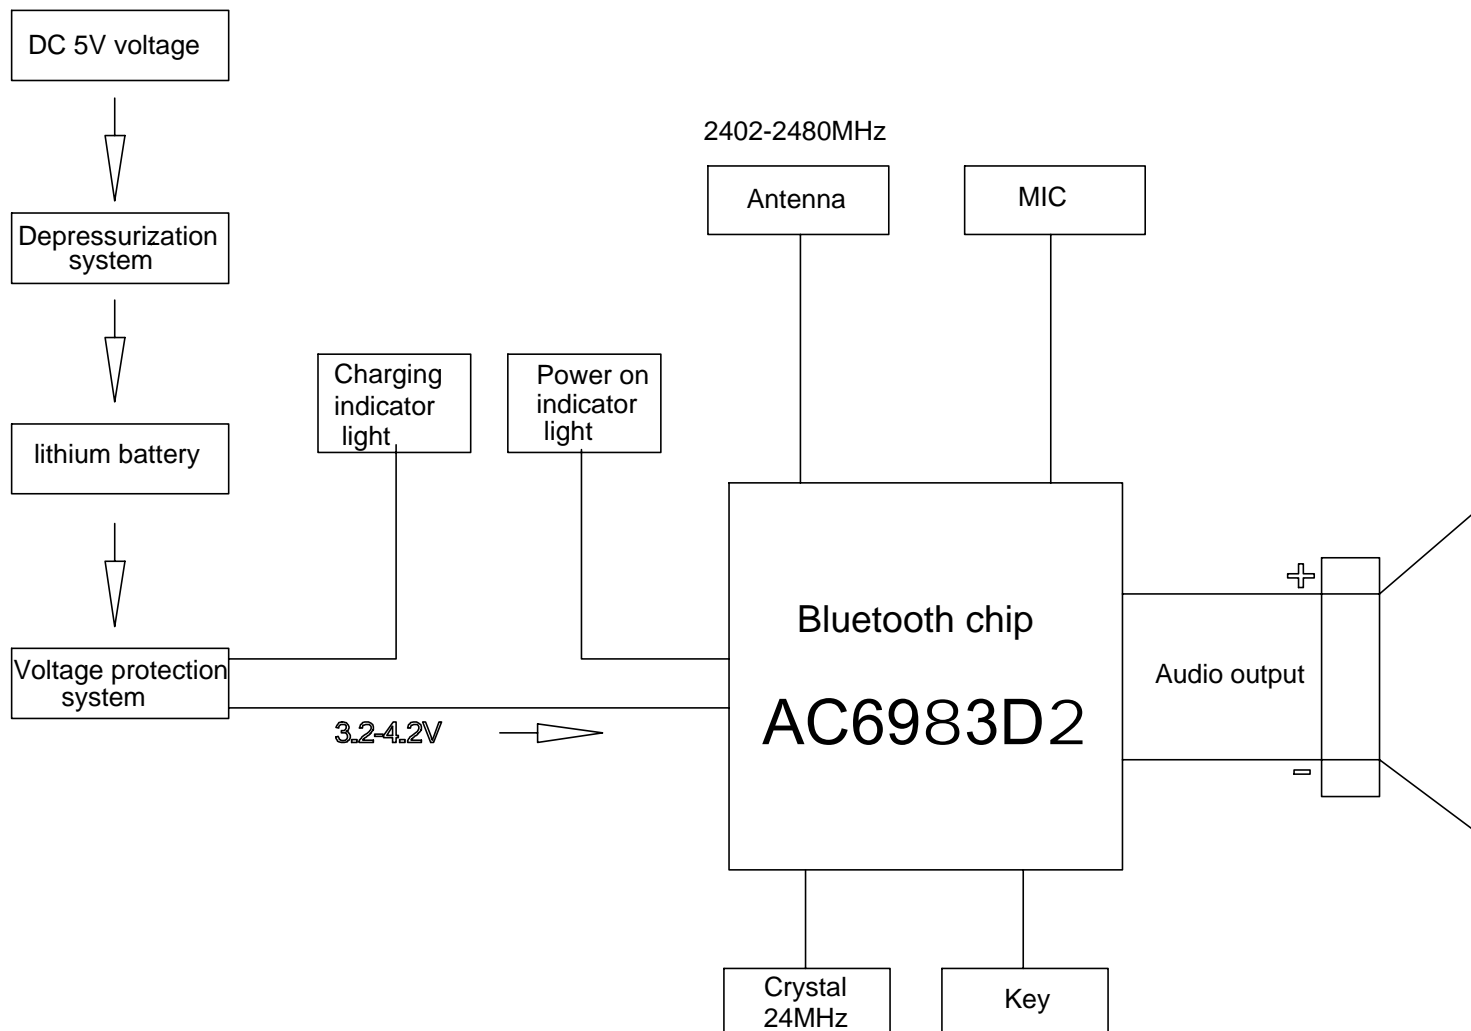 DC 5V voltage
2402-2480MHz
Antenna
MIC
Depressurization
system
Charging
indicator
light
Power on
indicator
light
lithium battery
Bluetooth chip
AC6983D2
+
Audio output
-
Voltage protection
system
3.2-4.2V
Crystal
24MHz
Key